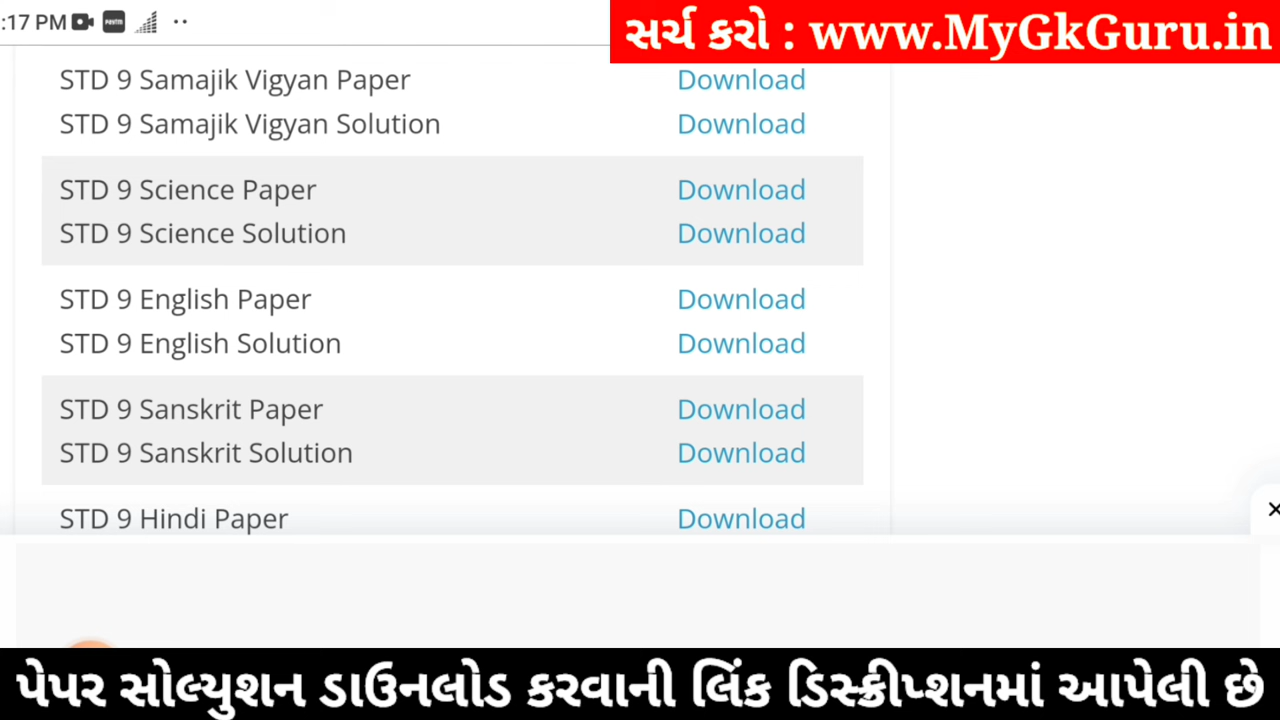 :17 PM
સર્ચ કરો : www.MyGkGuru.in
STD 9 Samajik Vigyan Paper Download
STD 9 Samajik Vigyan Solution Download
STD 9 Science Paper Download
STD 9 Science Solution Download
STD 9 English Paper Download
STD 9 English Solution Download
STD 9 Sanskrit Paper Download
STD 9 Sanskrit Solution Download
STD 9 Hindi Paper Download
પેપર સોલ્યુશન ડાઉનલોડ કરવાની લિંક ડિસ્ક્રીપ્શનમાં આપેલી છે